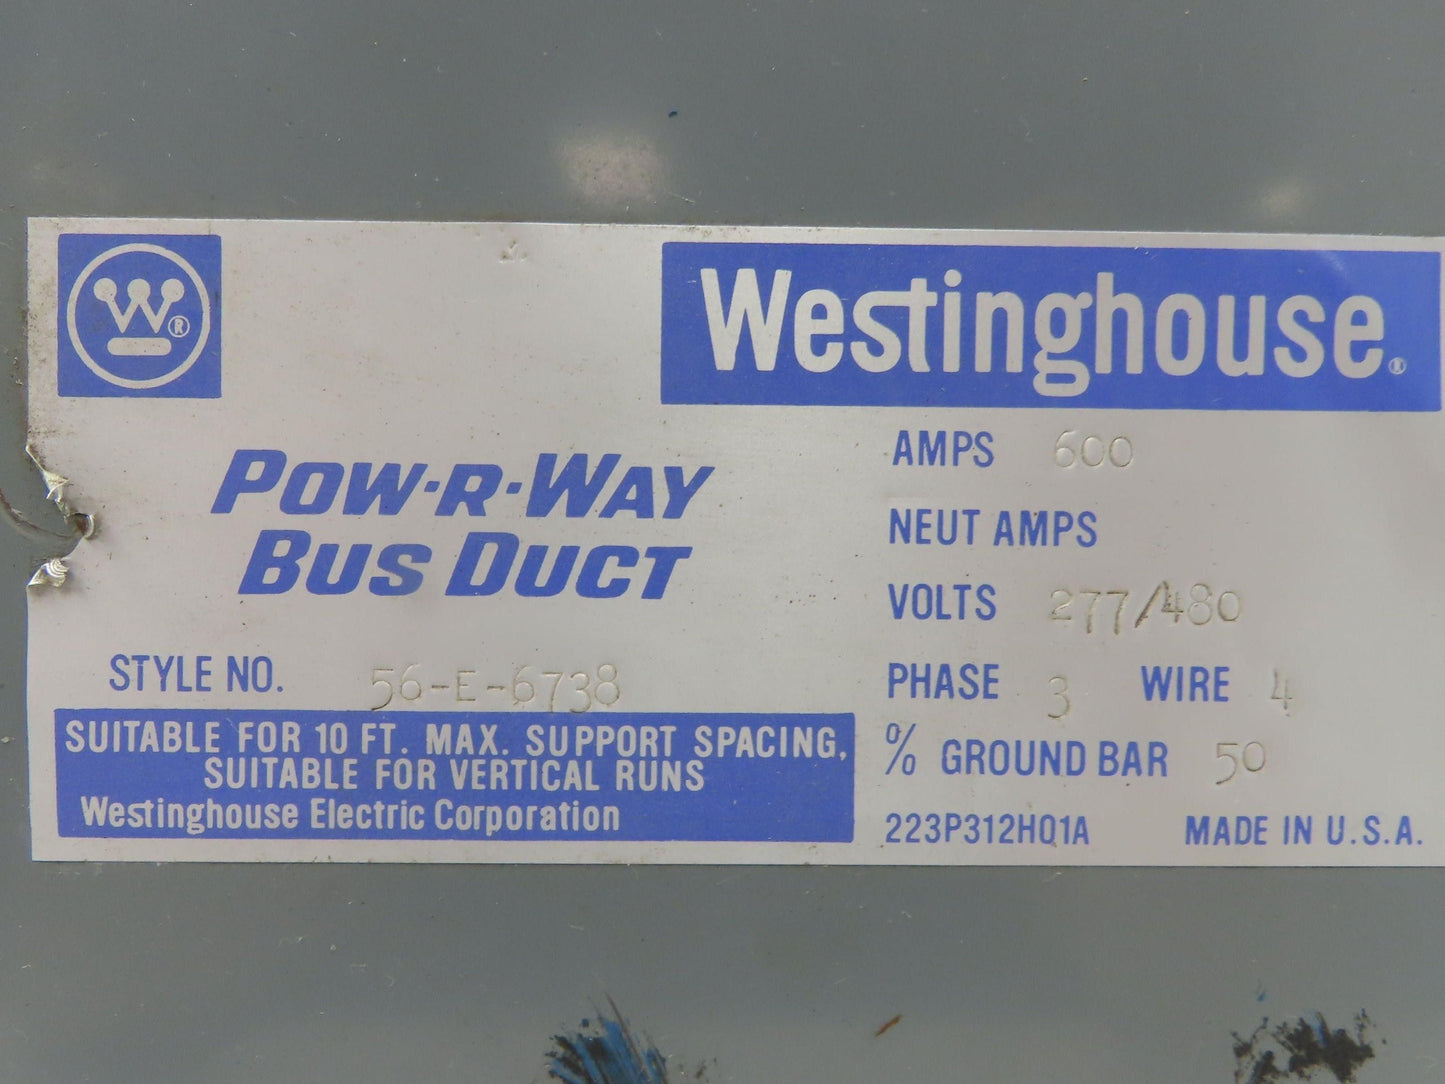 W®
Westinghouse®
POW-R-WAY
BUS DUCT
STYLE NO. 56-E-6738
SUITABLE FOR 10 FT. MAX. SUPPORT SPACING,
SUITABLE FOR VERTICAL RUNS
Westinghouse Electric Corporation
AMPS 600
NEUT AMPS
VOLTS 277/480
PHASE 3 WIRE 4
% GROUND BAR 50
223P312H01A MADE IN U.S.A.